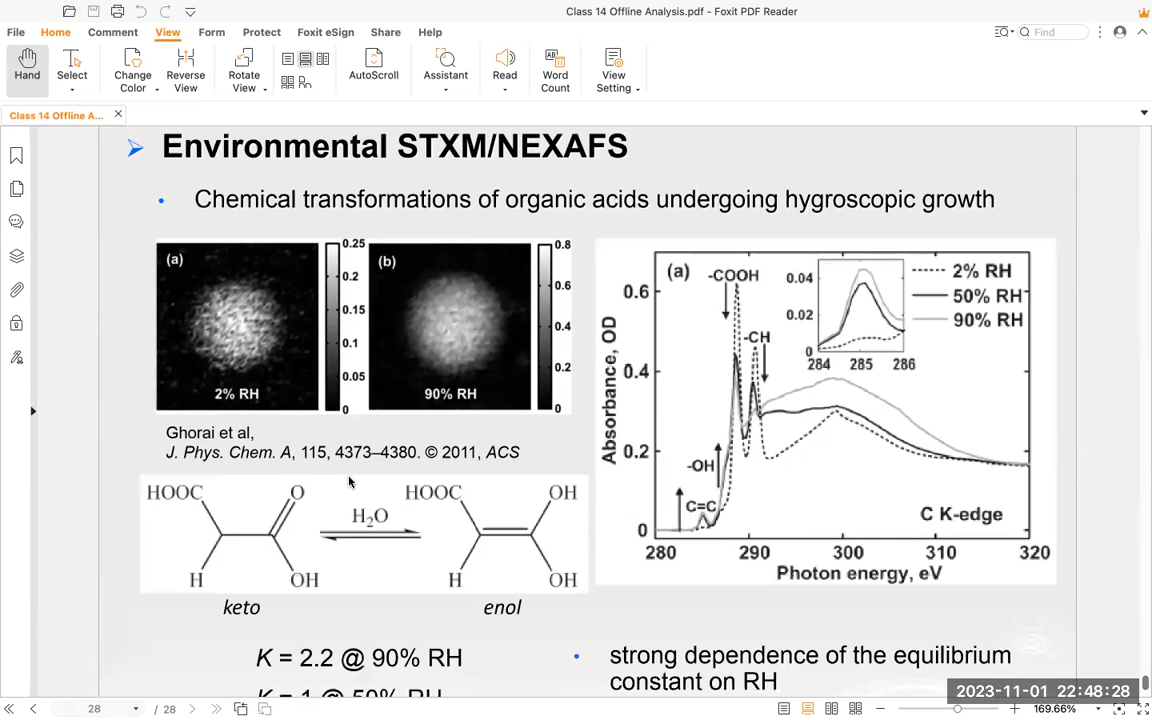 Class 14 Offline Analysis.pdf - Foxit PDF Reader
File Home Comment View Form Protect Foxit eSign Share Help Find
Hand Select Change Color Reverse View Rotate View AutoScroll Assistant Read Word Count View Setting
Class 14 Offline A...
Environmental STXM/NEXAFS
• Chemical transformations of organic acids undergoing hygroscopic growth
(a)
2% RH
0.25
0.2
0.15
0.1
0.05
0
(b)
90% RH
0.8
0.6
0.4
0.2
0
Ghorai et al,
J. Phys. Chem. A, 115, 4373–4380. © 2011, ACS
HOOC O
H OH
H₂O
HOOC OH
H OH
keto
enol
(a)
-COOH
-CH
-OH
C=C
0.04
0.02
0
284 285 286
2% RH
50% RH
90% RH
Absorbance, OD
0.6
0.4
0.2
0
C K-edge
280 290 300 310 320
Photon energy, eV
K = 2.2 @ 90% RH
K = 1 @ 50% RH
• strong dependence of the equilibrium
constant on RH
2023-11-01 22:48:28
28 / 28
169.66%